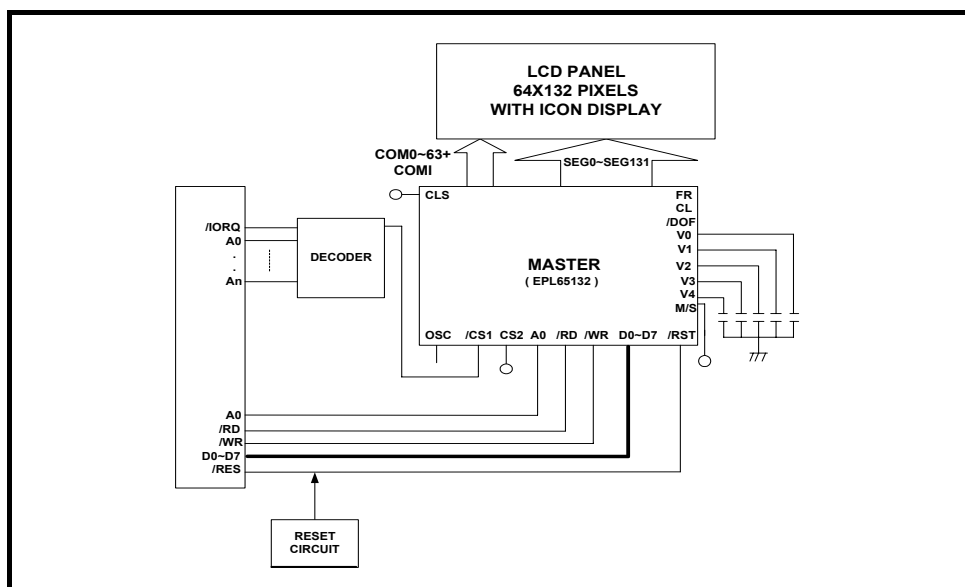 LCD PANEL
64X132 PIXELS
WITH ICON DISPLAY
COM0~63+
COMI
SEG0~SEG131
CLS
FR
CL
/DOF
V0
V1
V2
V3
V4
M/S
MASTER
( EPL65132 )
OSC /CS1 CS2 A0 /RD /WR D0~D7 /RST
/IORQ
A0
.
.
An
DECODER
A0
/RD
/WR
D0~D7
/RES
RESET
CIRCUIT